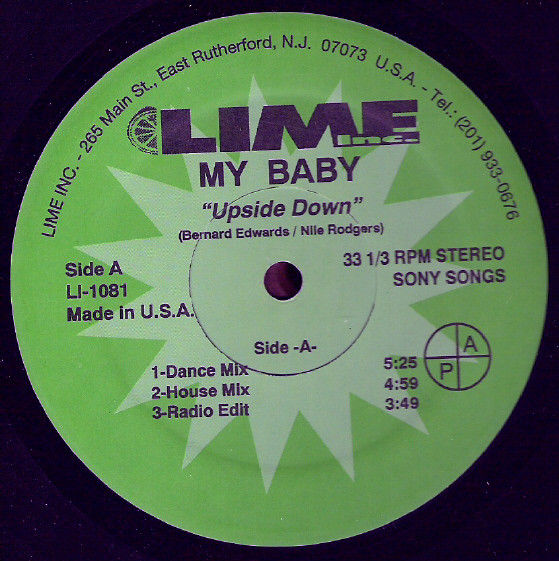 LIME INC. - 265 Main St., East Rutherford, N.J. 07073 U.S.A. - Tel.: (201) 933-0676
LIME
inc.
MY BABY
"Upside Down"
(Bernard Edwards / Nile Rodgers)
Side A
LI-1081
Made in U.S.A.
33 1/3 RPM STEREO
SONY SONGS
Side -A-
1-Dance Mix 5:25
2-House Mix 4:59
3-Radio Edit 3:49
A
P